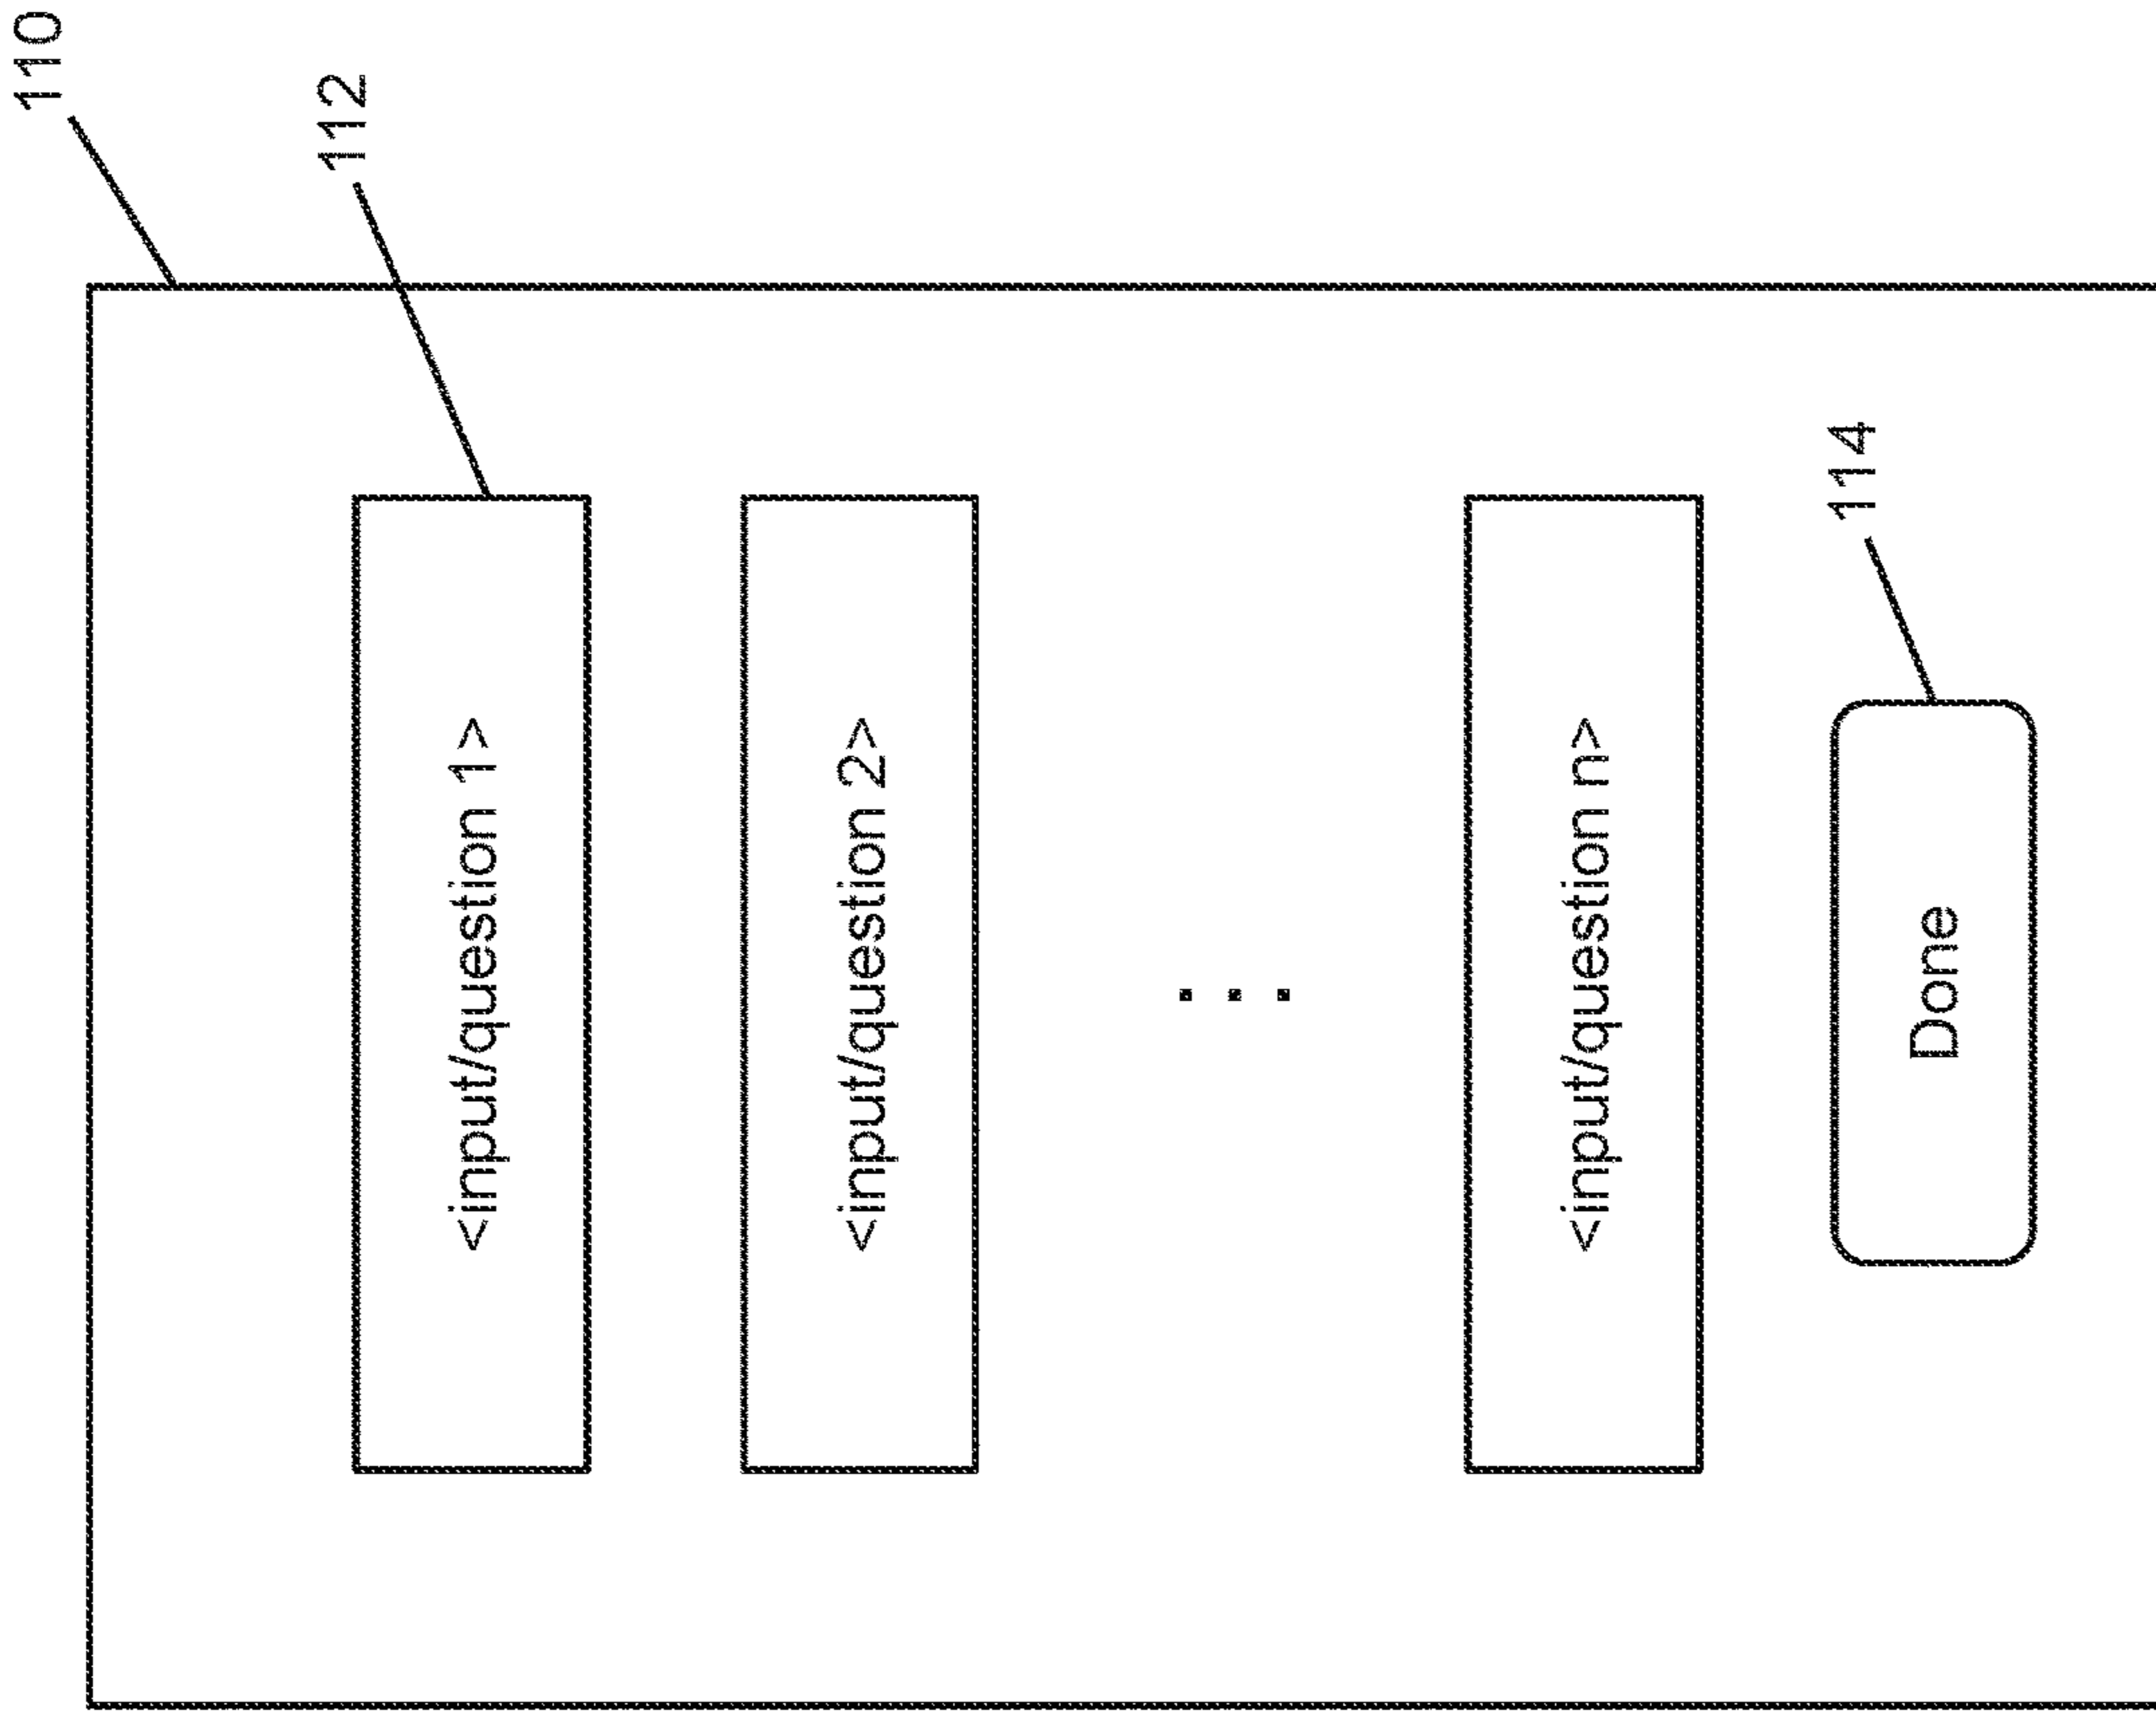 110
112
<input/question 1>
<input/question 2>
. . .
<input/question n>
114
Done